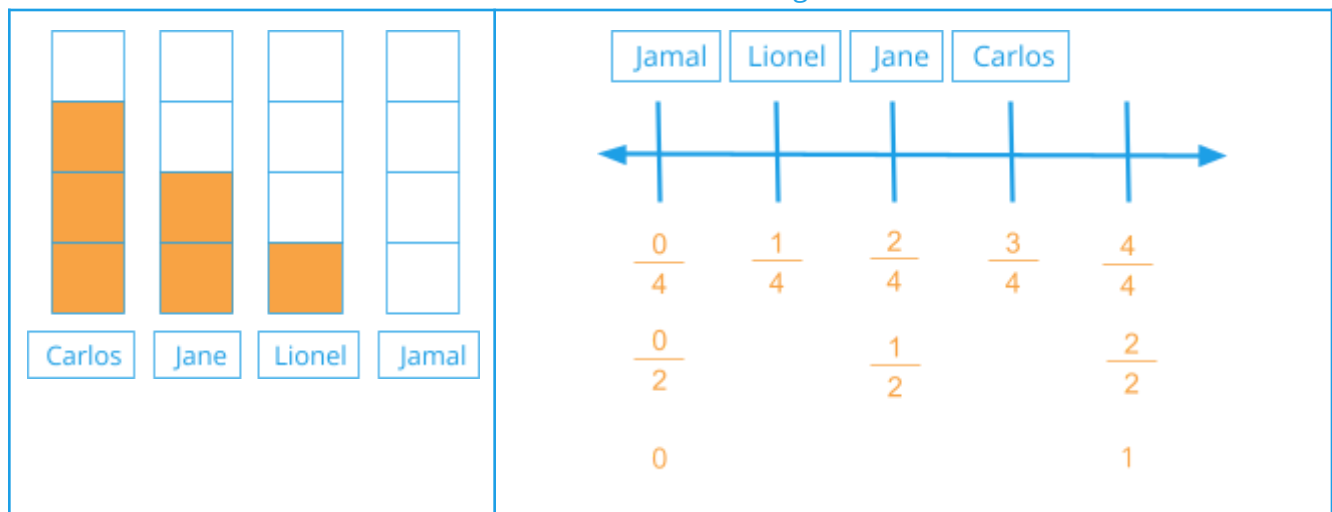 Carlos Jane Lionel Jamal
Jamal Lionel Jane Carlos
0/4 1/4 2/4 3/4 4/4
0/2 1/2 2/2
0 1